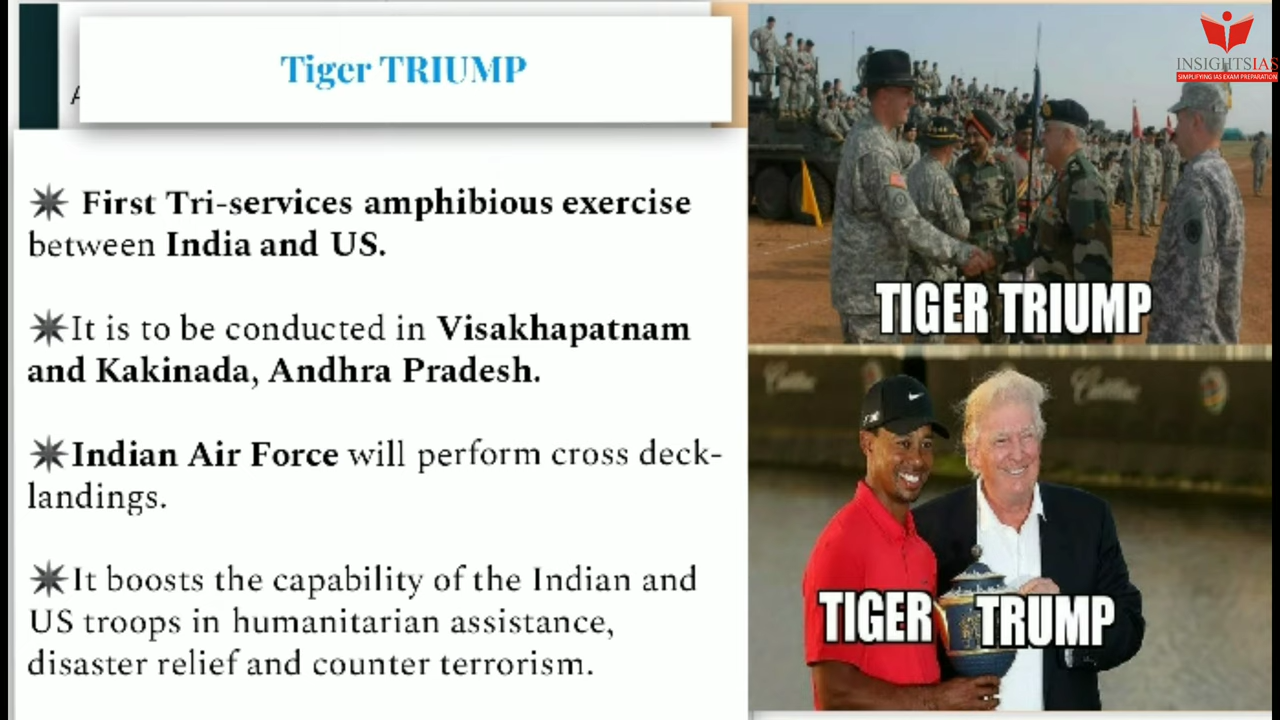 Tiger TRIUMP
First Tri-services amphibious exercise
between India and US.
It is to be conducted in Visakhapatnam
and Kakinada, Andhra Pradesh.
Indian Air Force will perform cross deck-
landings.
It boosts the capability of the Indian and
US troops in humanitarian assistance,
disaster relief and counter terrorism.
INSIGHTSIAS
SIMPLIFYING IAS EXAM PREPARATION
TIGER TRIUMP
Cadillac
Cadillac
TIGER TRUMP